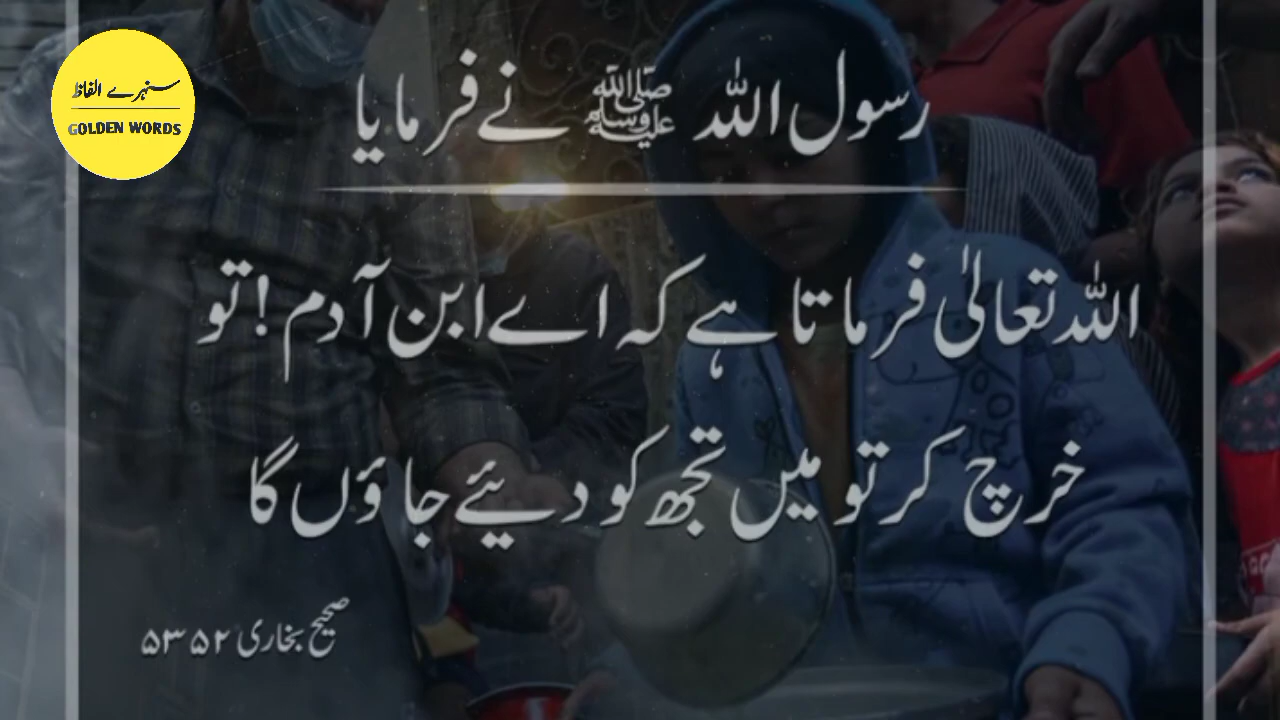 سنہرے الفاظ
GOLDEN WORDS
رسول اللہ ﷺ نے فرمایا
اللہ تعالیٰ فرماتا ہے کہ اے ابن آدم! تو
خرچ کر تو میں تجھ کو دیئے جاؤں گا
صحیح بخاری ۵۳۵۲